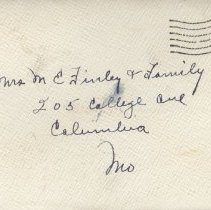 Mrs M E Finley & Family
205 College Ave
Columbia
Mo